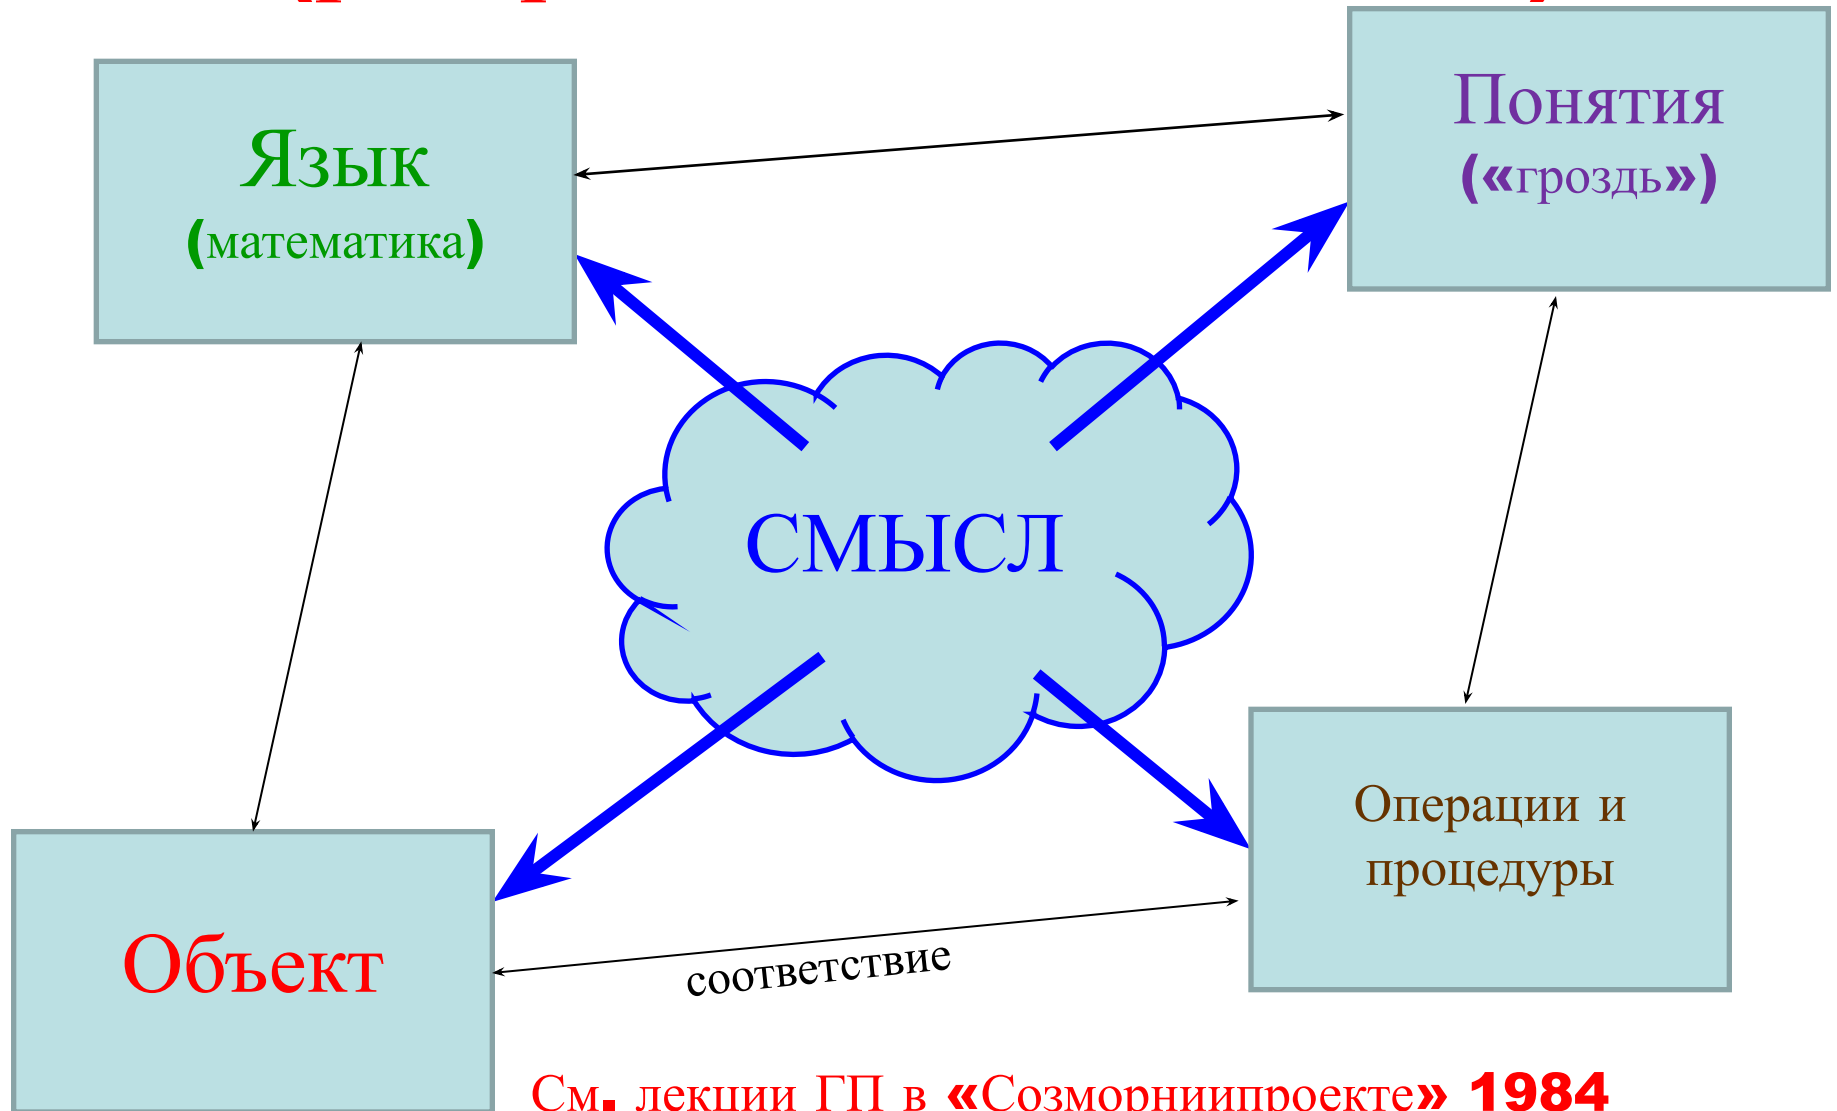 Язык
(математика)
Понятия
(«гроздь»)
СМЫСЛ
Операции и
процедуры
Объект
соответствие
См. лекции ГП в «Созморниипроекте» 1984